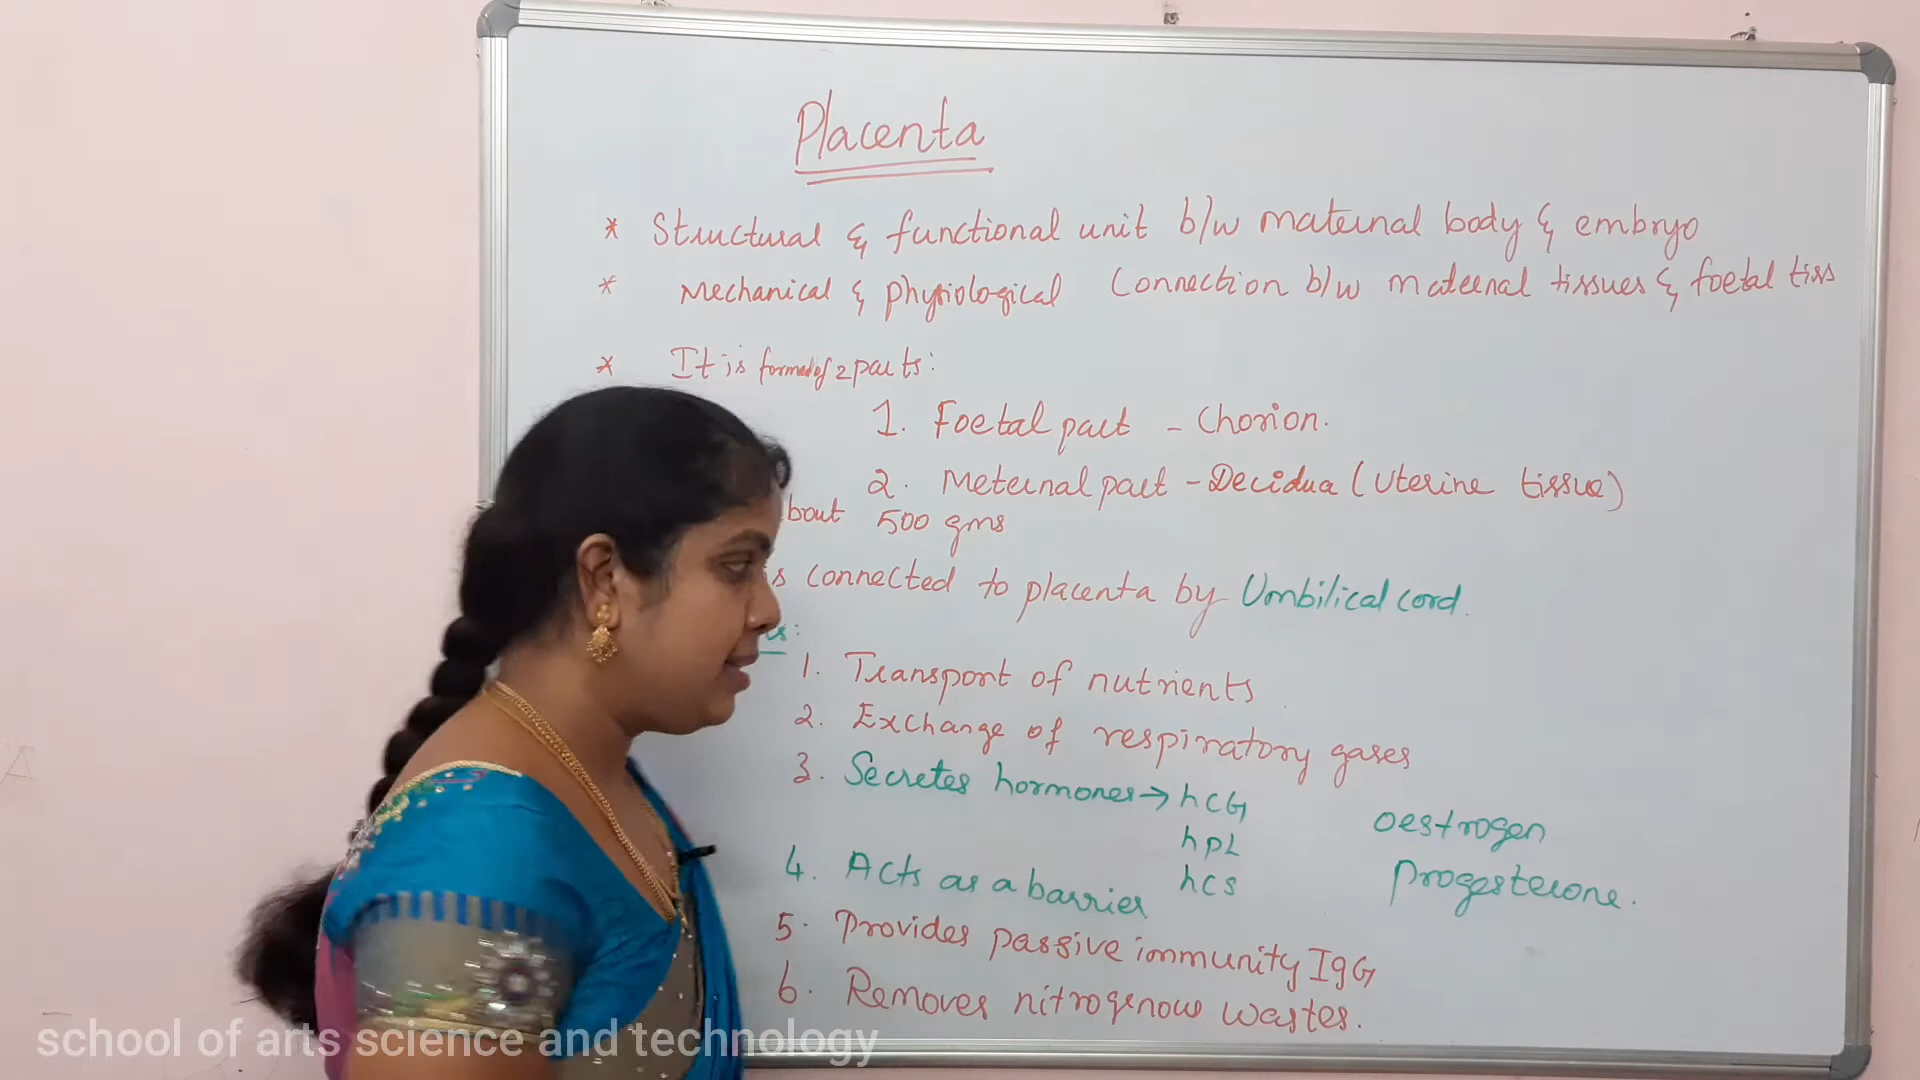 Placenta
* Structural & functional unit b/w maternal body & embryo
* Mechanical & physiological Connection b/w maternal tissues & foetal tiss
* It is formed of 2 parts:
1. Foetal part - Chorion.
2. Meternal part - Decidua (Uterine tissue)
bout 500 gms
is connected to placenta by Umbilical cord.
s:
1. Transport of nutrients
2. Exchange of respiratory gases
3. Secretes hormones → hCG oestrogen
hPL
4. Acts as a barrier hCS Progesterone.
5. Provides passive immunity IgG
6. Removes nitrogenous wastes.
school of arts science and technology